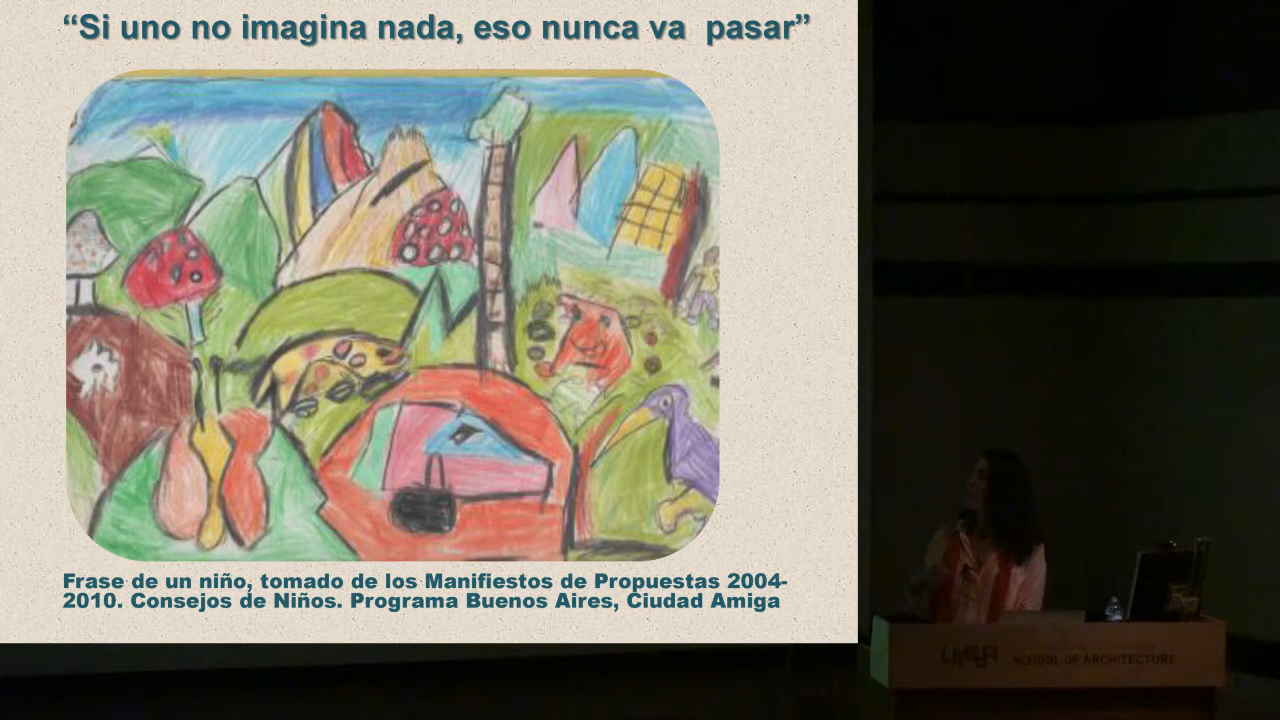 “Si uno no imagina nada, eso nunca va  pasar”
Frase de un niño, tomado de los Manifiestos de Propuestas 2004-
2010. Consejos de Niños. Programa Buenos Aires, Ciudad Amiga
SCHOOL OF ARCHITECTURE